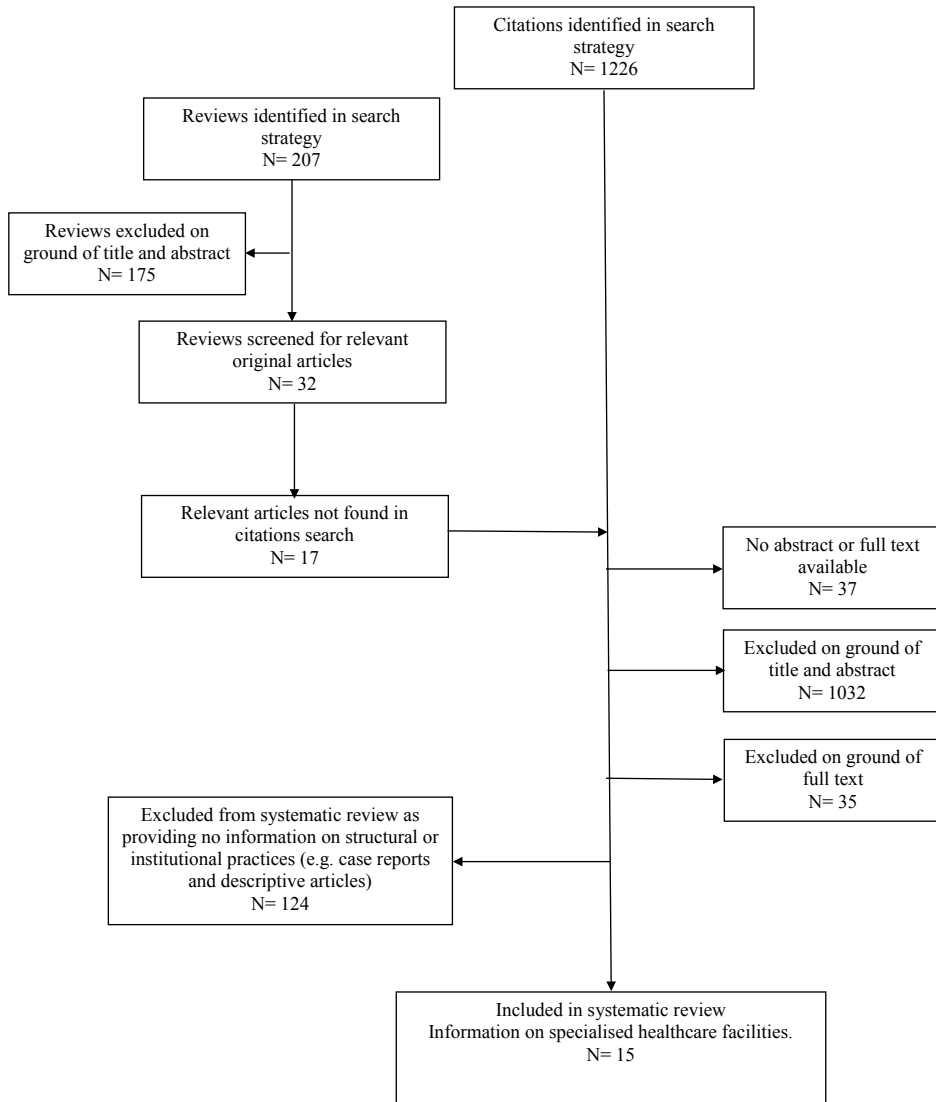 Citations identified in search
strategy
N= 1226
Reviews identified in search
strategy
N= 207
Reviews excluded on
ground of title and abstract
N= 175
Reviews screened for relevant
original articles
N= 32
Relevant articles not found in
citations search
N= 17
No abstract or full text
available
N= 37
Excluded on ground of
title and abstract
N= 1032
Excluded on ground of
full text
N= 35
Excluded from systematic review as
providing no information on structural or
institutional practices (e.g. case reports
and descriptive articles)
N= 124
Included in systematic review
Information on specialised healthcare facilities.
N= 15